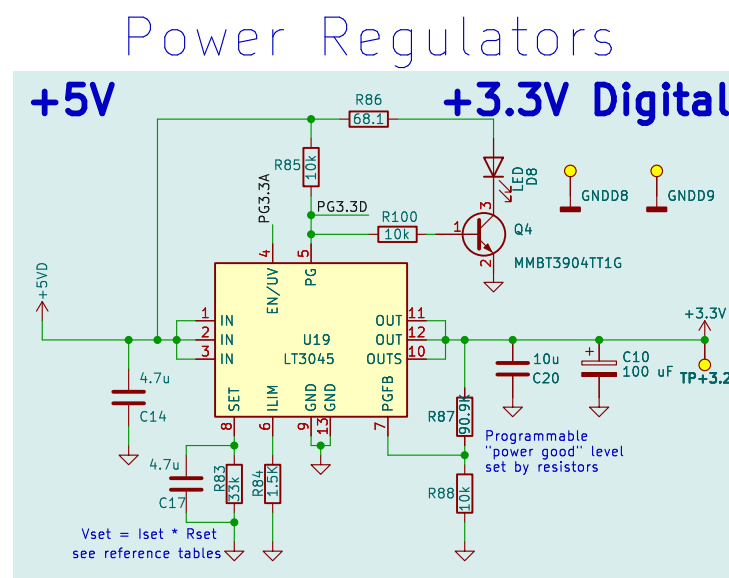 Power Regulators
+5V
+3.3V Digital
R86
68.1
R85
10k
LED
D8
GNDD8
GNDD9
PG3.3A
PG3.3D
R100
10k
1
3
2
Q4
MMBT3904TT1G
4
5
EN/UV
PG
+5VD
1
2
3
IN
IN
IN
U19
LT3045
OUT
OUT
OUTS
11
12
10
+3.3V
4.7u
C14
10u
C20
+
C10
100 uF
TP+3.2
SET
ILIM
GND
GND
PGFB
8
6
9
13
7
R87
90.9K
Programmable
"power good" level
set by resistors
4.7u
C17
R83
33k
R84
1.5K
R88
10k
Vset = Iset * Rset
see reference tables